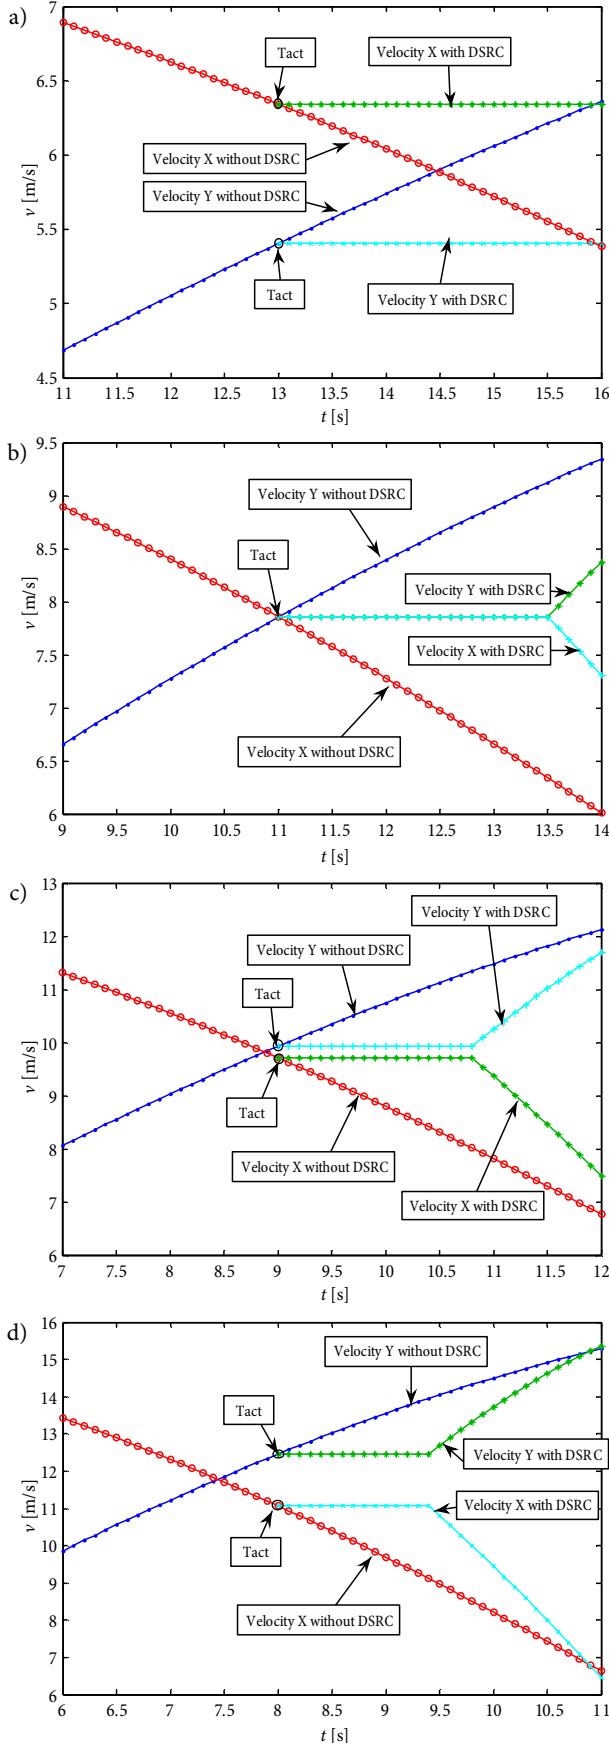 a)
7
6.5
6
5.5
5
4.5
v [m/s]
Tact
Velocity X with DSRC
Velocity X without DSRC
Velocity Y without DSRC
Tact
Velocity Y with DSRC
11 11.5 12 12.5 13 13.5 14 14.5 15 15.5 16
t [s]
b)
9.5
9
8.5
8
7.5
7
6.5
6
v [m/s]
Velocity Y without DSRC
Tact
Velocity Y with DSRC
Velocity X with DSRC
Velocity X without DSRC
9 9.5 10 10.5 11 11.5 12 12.5 13 13.5 14
t [s]
c)
13
12
11
10
9
8
7
6
v [m/s]
Velocity Y with DSRC
Velocity Y without DSRC
Tact
Tact
Velocity X without DSRC
Velocity X with DSRC
7 7.5 8 8.5 9 9.5 10 10.5 11 11.5 12
t [s]
d)
16
15
14
13
12
11
10
9
8
7
6
v [m/s]
Velocity Y without DSRC
Tact
Velocity Y with DSRC
Velocity X with DSRC
Tact
Velocity X without DSRC
6 6.5 7 7.5 8 8.5 9 9.5 10 10.5 11
t [s]